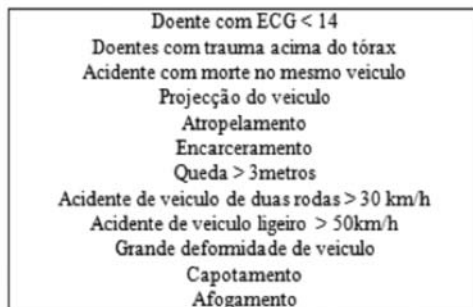 Doente com ECG < 14
Doentes com trauma acima do tórax
Acidente com morte no mesmo veiculo
Projecção do veiculo
Atropelamento
Encarceramento
Queda > 3metros
Acidente de veiculo de duas rodas > 30 km/h
Acidente de veiculo ligeiro > 50km/h
Grande deformidade de veiculo
Capotamento
Afogamento